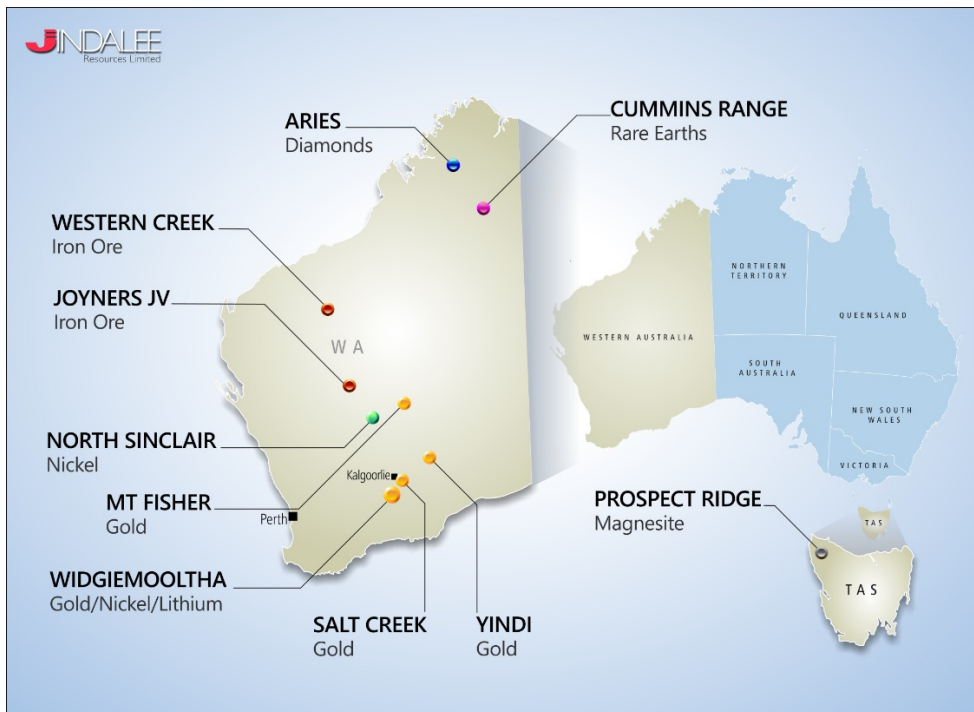 JINDALEE
Resources Limited
ARIES
Diamonds
CUMMINS RANGE
Rare Earths
WESTERN CREEK
Iron Ore
JOYNERS JV
Iron Ore
WA
NORTH SINCLAIR
Nickel
MT FISHER
Gold
Kalgoorlie
Perth
WIDGIEMOOLTHA
Gold/Nickel/Lithium
SALT CREEK
Gold
YINDI
Gold
WESTERN AUSTRALIA
NORTHERN
TERRITORY
QUEENSLAND
SOUTH
AUSTRALIA
NEW SOUTH
WALES
VICTORIA
PROSPECT RIDGE
Magnesite
TAS
TAS